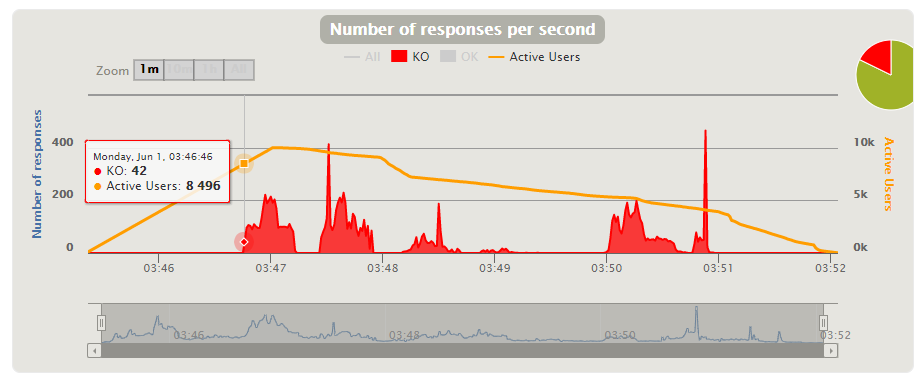 Number of responses per second
All KO OK Active Users
Zoom 1m 10m 1h All
Number of responses
400
200
0
Monday, Jun 1, 03:46:46
KO: 42
Active Users: 8 496
10k
5k
0k
Active Users
03:46 03:47 03:48 03:49 03:50 03:51 03:52
03:46 03:48 03:50 03:52